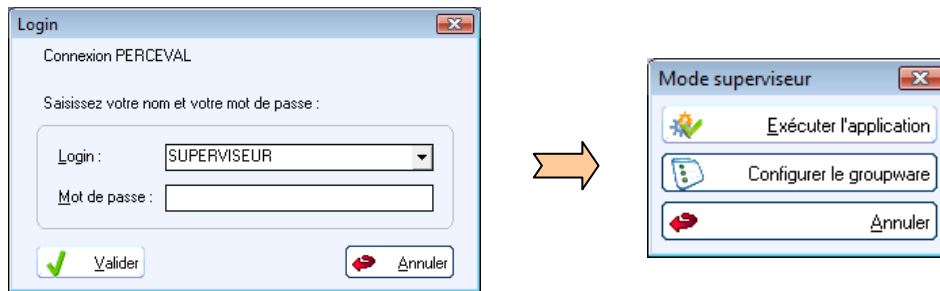 Login
Connexion PERCEVAL
Saisissez votre nom et votre mot de passe :
Login : SUPERVISEUR
Mot de passe :
Valider Annuler
Mode superviseur
Exécuter l'application
Configurer le groupware
Annuler